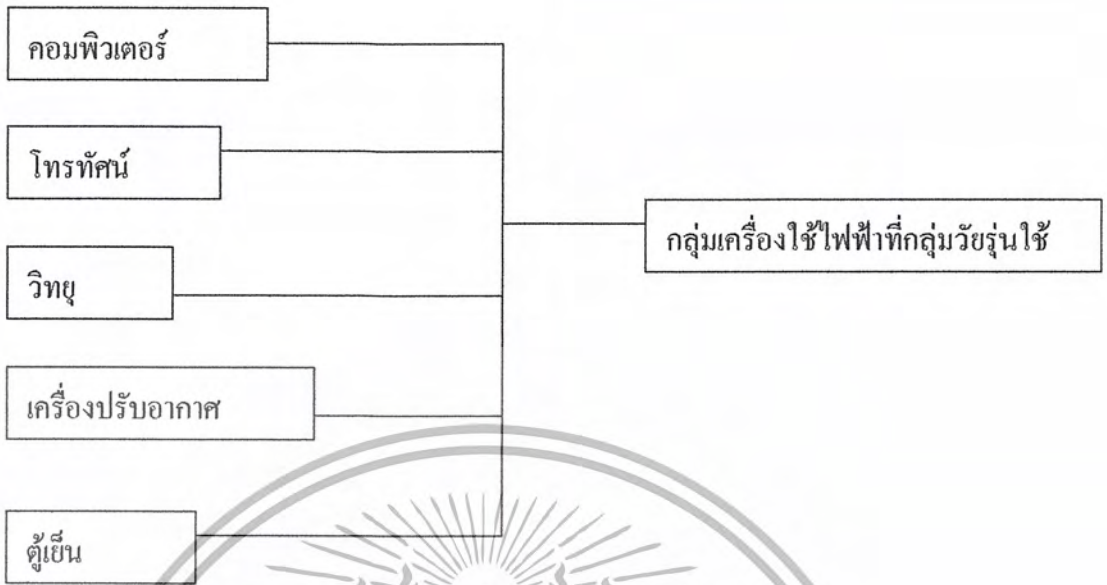 คอมพิวเตอร์
โทรทัศน์
วิทยุ
กลุ่มเครื่องใช้ไฟฟ้าที่กลุ่มวัยรุ่นใช้
เครื่องปรับอากาศ
ตู้เย็น